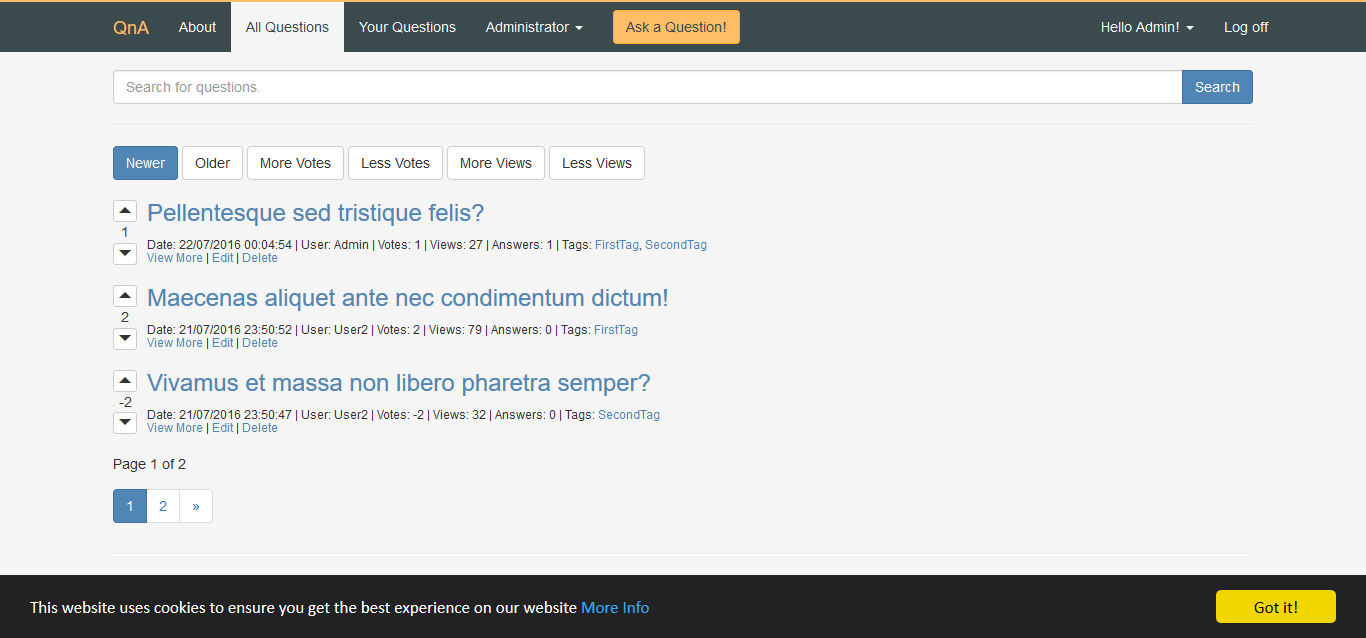 QnA About All Questions Your Questions Administrator Ask a Question! Hello Admin! Log off
Search for questions. Search
Newer Older More Votes Less Votes More Views Less Views
Pellentesque sed tristique felis?
1
Date: 22/07/2016 00:04:54 | User: Admin | Votes: 1 | Views: 27 | Answers: 1 | Tags: FirstTag, SecondTag
View More | Edit | Delete
Maecenas aliquet ante nec condimentum dictum!
2
Date: 21/07/2016 23:50:52 | User: User2 | Votes: 2 | Views: 79 | Answers: 0 | Tags: FirstTag
View More | Edit | Delete
Vivamus et massa non libero pharetra semper?
-2
Date: 21/07/2016 23:50:47 | User: User2 | Votes: -2 | Views: 32 | Answers: 0 | Tags: SecondTag
View More | Edit | Delete
Page 1 of 2
1 2 »
This website uses cookies to ensure you get the best experience on our website More Info Got it!